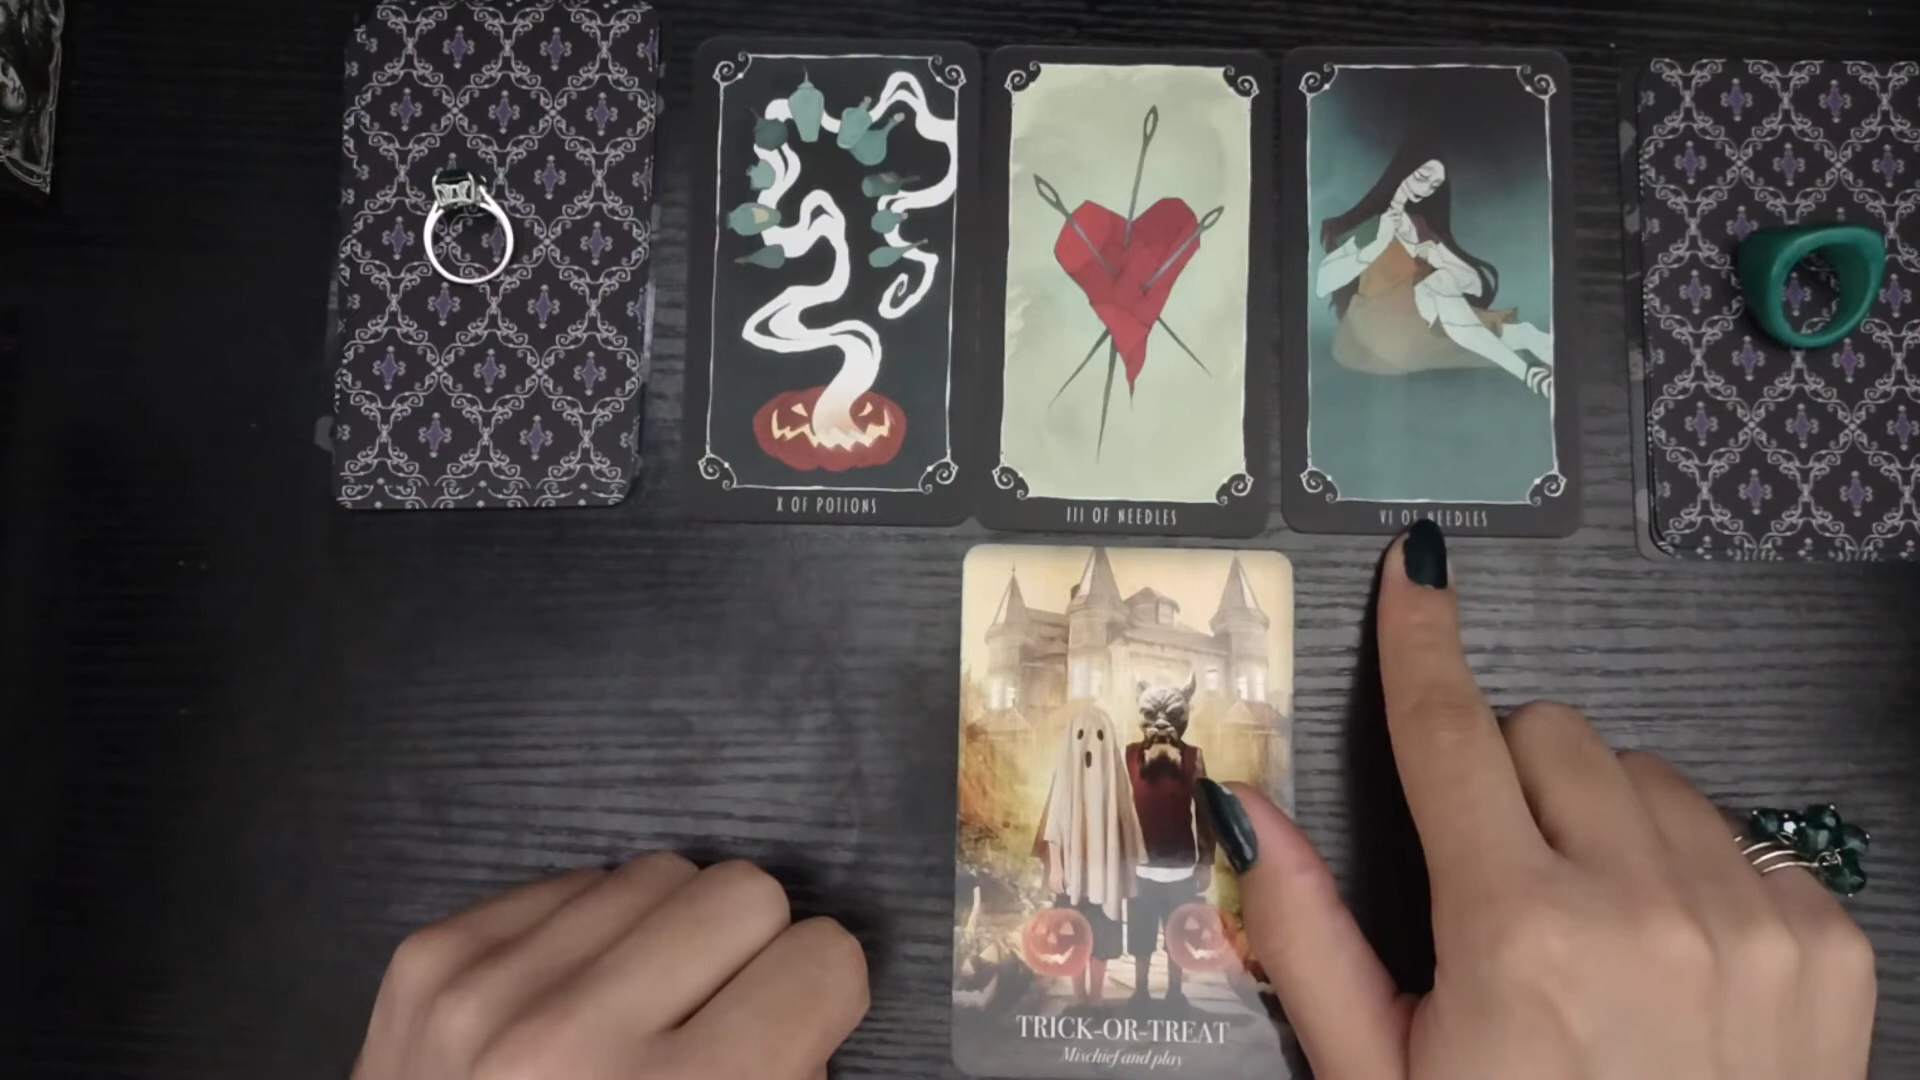 X OF POTIONS
III OF NEEDLES
VI OF NEEDLES
TRICK-OR-TREAT
Mischief and play